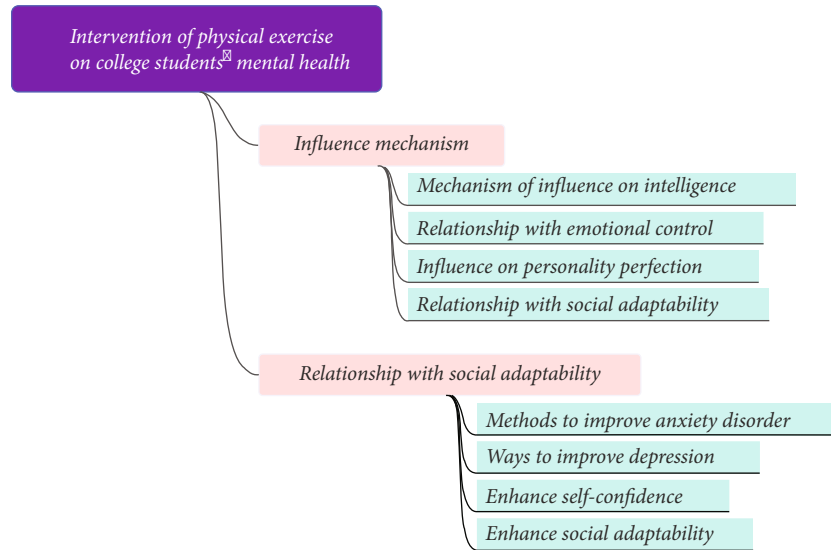 Intervention of physical exercise
on college students mental health
Influence mechanism
Mechanism of influence on intelligence
Relationship with emotional control
Influence on personality perfection
Relationship with social adaptability
Relationship with social adaptability
Methods to improve anxiety disorder
Ways to improve depression
Enhance self-confidence
Enhance social adaptability